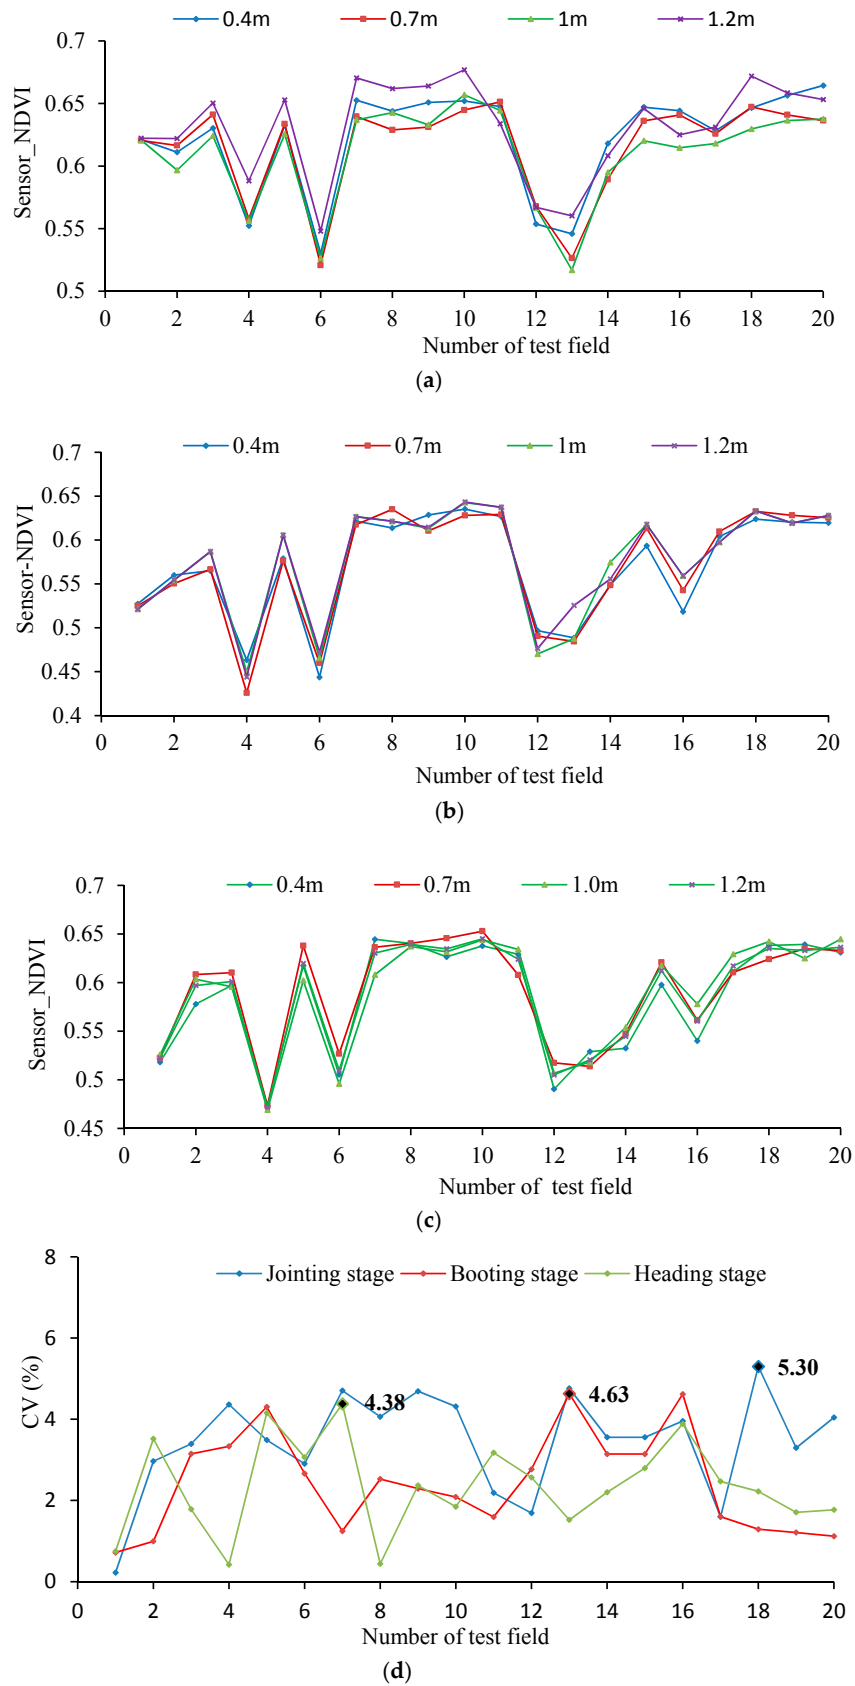 0.4m 0.7m 1m 1.2m
0.7
0.65
0.6
0.55
0.5
Sensor_NDVI
0 2 4 6 8 10 12 14 16 18 20
Number of test field
(a)
0.4m 0.7m 1m 1.2m
0.7
0.65
0.6
0.55
0.5
0.45
0.4
Sensor-NDVI
0 2 4 6 8 10 12 14 16 18 20
Number of test field
(b)
0.4m 0.7m 1.0m 1.2m
0.7
0.65
0.6
0.55
0.5
0.45
Sensor_NDVI
0 2 4 6 8 10 12 14 16 18 20
Number of test field
(c)
8
Jointing stage Booting stage Heading stage
6
4
2
0
CV (%)
5.30
4.63
4.38
0 2 4 6 8 10 12 14 16 18 20
Number of test field
(d)